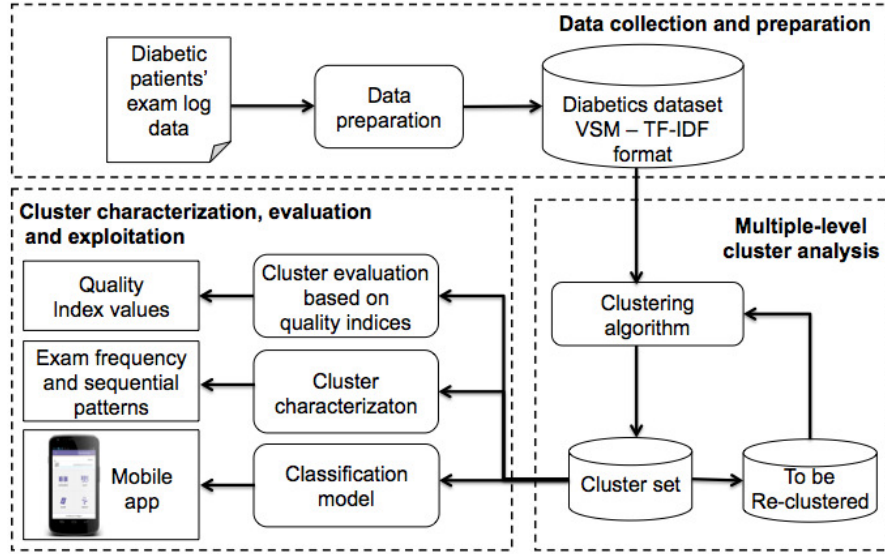 Data collection and preparation
Diabetic
patients’
exam log
data
Data
preparation
Diabetics dataset
VSM – TF-IDF
format
Cluster characterization, evaluation
and exploitation
Quality
Index values
Cluster evaluation
based on
quality indices
Exam frequency
and sequential
patterns
Cluster
characterizaton
Mobile
app
Classification
model
Multiple-level
cluster analysis
Clustering
algorithm
Cluster set
To be
Re-clustered